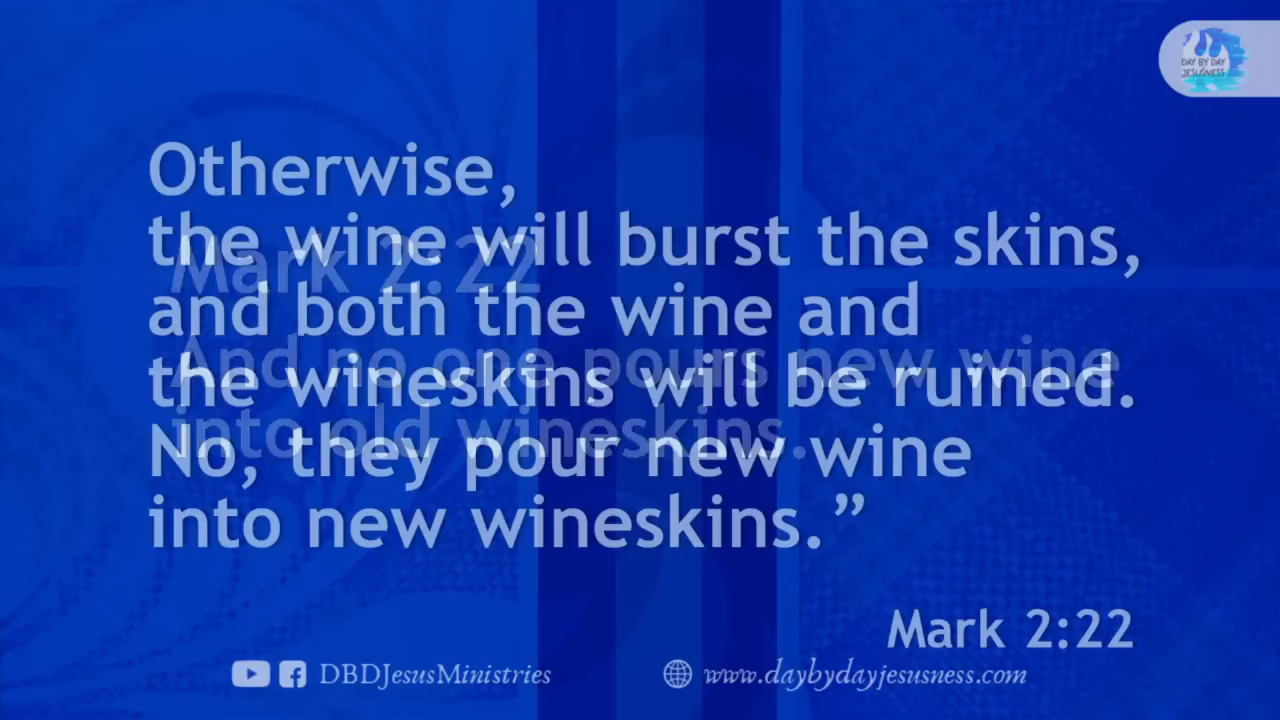 DAY BY DAY
JESUSNESS
Otherwise,
the wine will burst the skins,
and both the wine and
the wineskins will be ruined.
No, they pour new wine
into new wineskins.”
Mark 2:22
Mark 2:22
And no one pours new wine
into old wineskins.
DBDJesusMinistries
www.daybydayjesusness.com